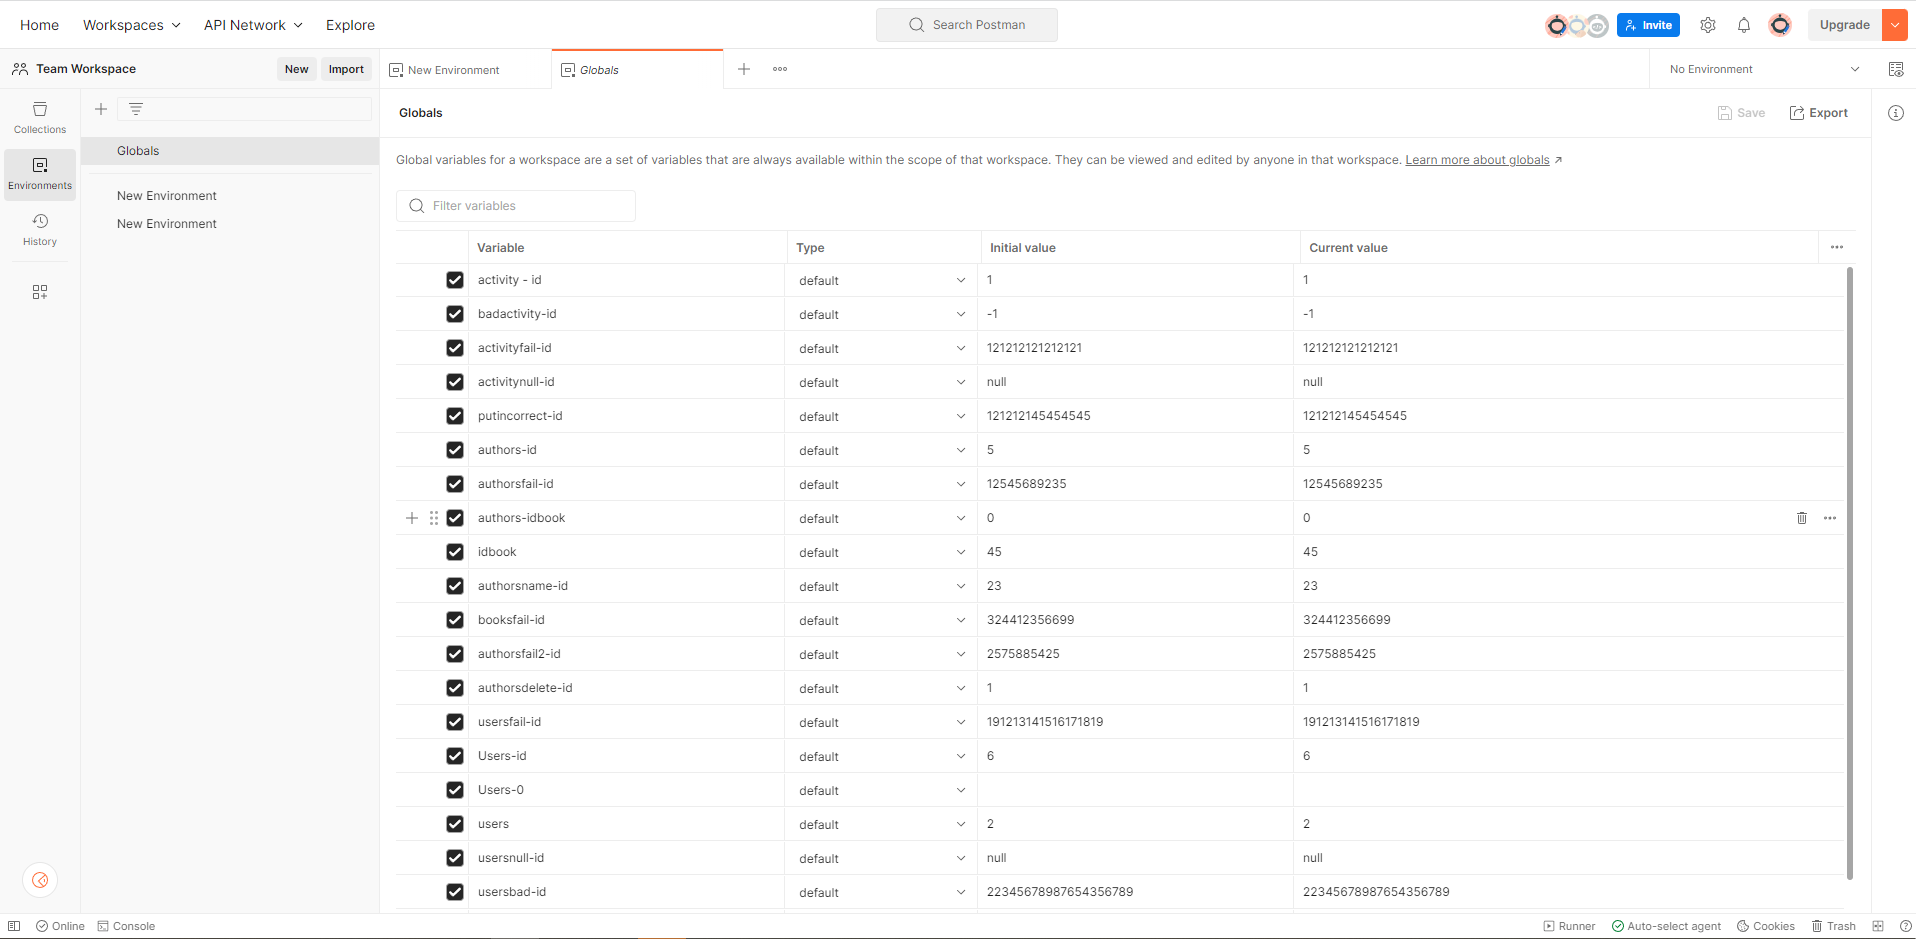 Home Workspaces API Network Explore Search Postman Invite Upgrade
Team Workspace New Import New Environment Globals No Environment
Collections
Environments
History
Globals
New Environment
New Environment
Globals Save Export
Global variables for a workspace are a set of variables that are always available within the scope of that workspace. They can be viewed and edited by anyone in that workspace. Learn more about globals
Filter variables
Variable Type Initial value Current value
activity - id default 1 1
badactivity-id default -1 -1
activityfail-id default 121212121212121 121212121212121
activitynull-id default null null
putincorrect-id default 121212145454545 121212145454545
authors-id default 5 5
authorsfail-id default 12545689235 12545689235
authors-idbook default 0 0
idbook default 45 45
authorsname-id default 23 23
booksfail-id default 324412356699 324412356699
authorsfail2-id default 2575885425 2575885425
authorsdelete-id default 1 1
usersfail-id default 191213141516171819 191213141516171819
Users-id default 6 6
Users-0 default
users default 2 2
usersnull-id default null null
usersbad-id default 22345678987654356789 22345678987654356789
Online Console Runner Auto-select agent Cookies Trash